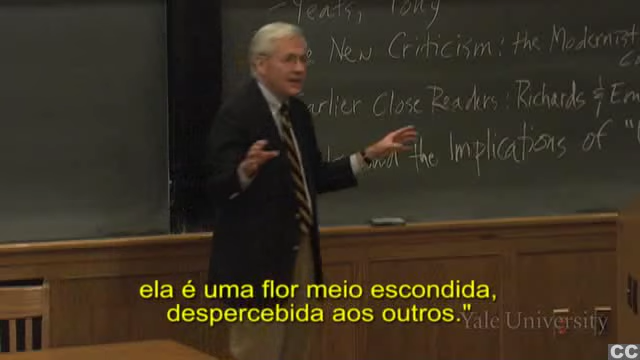 - Yeats, Tony
New Criticism: the Modernist
Earlier Close Readers: Richards &
and the Implications of "
ela é uma flor meio escondida,
despercebida aos outros."
Yale University
CC